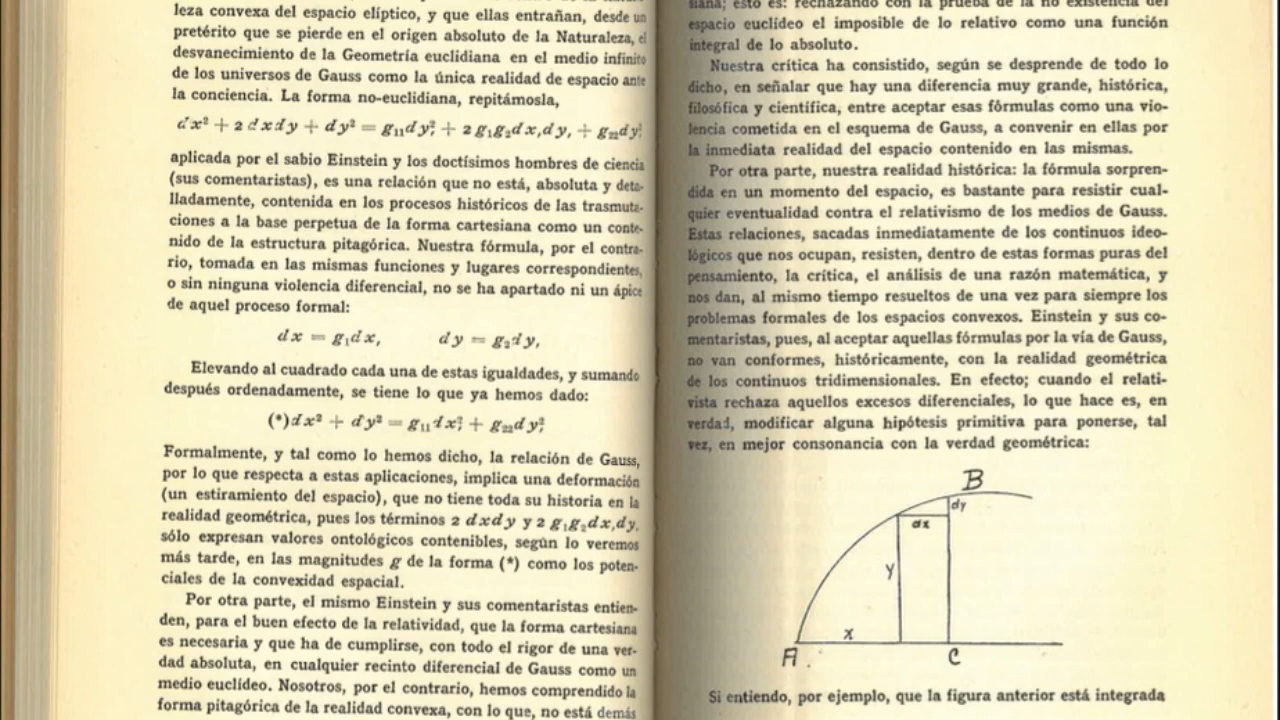 leza convexa del espacio elíptico, y que ellas entrañan, desde un
pretérito que se pierde en el origen absoluto de la Naturaleza, el
desvanecimiento de la Geometría euclidiana en el medio infinito
de los universos de Gauss como la única realidad de espacio ante
la conciencia. La forma no-euclidiana, repitámosla,
dx² + 2 dxdy + dy² = g₁₁dy₁² + 2 g₁g₂dx,dy, + g₂₂dy₁²
aplicada por el sabio Einstein y los doctísimos hombres de ciencia
(sus comentaristas), es una relación que no está, absoluta y deta-
lladamente, contenida en los procesos históricos de las trasmuta-
ciones a la base perpetua de la forma cartesiana como un conte-
nido de la estructura pitagórica. Nuestra fórmula, por el contra-
rio, tomada en las mismas funciones y lugares correspondientes,
o sin ninguna violencia diferencial, no se ha apartado ni un ápice
de aquel proceso formal:
dx = g₁dx, dy = g₂dy,
Elevando al cuadrado cada una de estas igualdades, y sumando
después ordenadamente, se tiene lo que ya hemos dado:
(*)dx² + dy² = g₁₁dx₁² + g₂₂dy₁²
Formalmente, y tal como lo hemos dicho, la relación de Gauss,
por lo que respecta a estas aplicaciones, implica una deformación
(un estiramiento del espacio), que no tiene toda su historia en la
realidad geométrica, pues los términos 2 dxdy y 2 g₁g₂dx,dy,
sólo expresan valores ontológicos contenibles, según lo veremos
más tarde, en las magnitudes g de la forma (*) como los poten-
ciales de la convexidad espacial.
Por otra parte, el mismo Einstein y sus comentaristas entien-
den, para el buen efecto de la relatividad, que la forma cartesiana
es necesaria y que ha de cumplirse, con todo el rigor de una ver-
dad absoluta, en cualquier recinto diferencial de Gauss como un
medio euclídeo. Nosotros, por el contrario, hemos comprendido la
forma pitagórica de la realidad convexa, con lo que, no está demás
siana; esto es: rechazando con la prueba de la no existencia del
espacio euclídeo el imposible de lo relativo como una función
integral de lo absoluto.
Nuestra crítica ha consistido, según se desprende de todo lo
dicho, en señalar que hay una diferencia muy grande, histórica,
filosófica y científica, entre aceptar esas fórmulas como una vio-
lencia cometida en el esquema de Gauss, a convenir en ellas por
la inmediata realidad del espacio contenido en las mismas.
Por otra parte, nuestra realidad histórica: la fórmula sorpren-
dida en un momento del espacio, es bastante para resistir cual-
quier eventualidad contra el relativismo de los medios de Gauss.
Estas relaciones, sacadas inmediatamente de los continuos ideo-
lógicos que nos ocupan, resisten, dentro de estas formas puras del
pensamiento, la crítica, el análisis de una razón matemática, y
nos dan, al mismo tiempo resueltos de una vez para siempre los
problemas formales de los espacios convexos. Einstein y sus co-
mentaristas, pues, al aceptar aquellas fórmulas por la vía de Gauss,
no van conformes, históricamente, con la realidad geométrica
de los continuos tridimensionales. En efecto; cuando el relati-
vista rechaza aquellos excesos diferenciales, lo que hace es, en
verdad, modificar alguna hipótesis primitiva para ponerse, tal
vez, en mejor consonancia con la verdad geométrica:
B
dy
dx
y
x
A
C
Si entiendo, por ejemplo, que la figura anterior está integrada